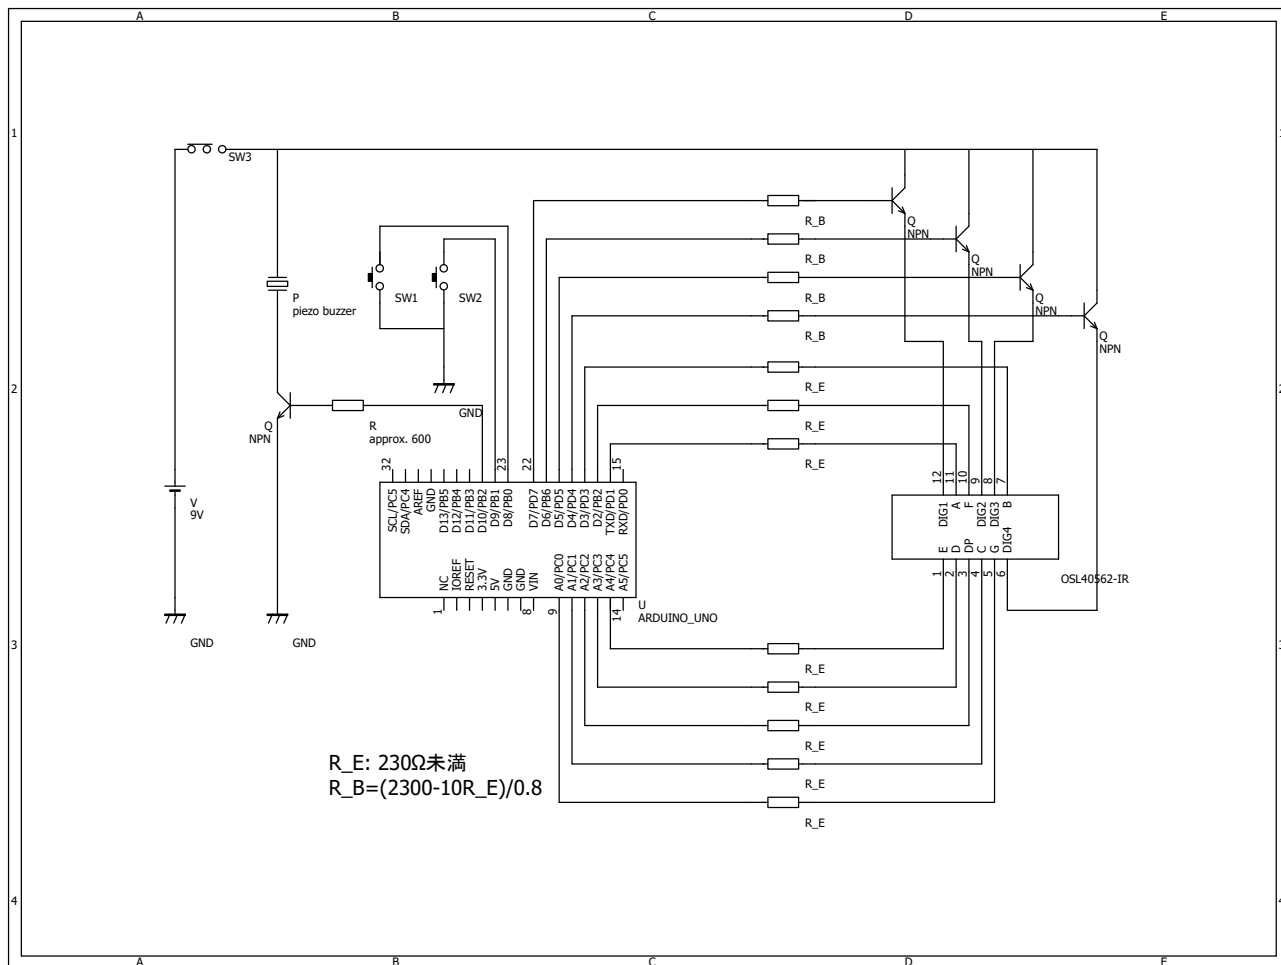 A B C D E
1 1
SW3
R_B
Q
NPN
R_B
Q
NPN
R_B
Q
NPN
R_B
Q
NPN
SW1
SW2
P
piezo buzzer
2 2
R_E
R_E
R_E
GND
Q
NPN
R
approx. 600
V
9V
32 23 22 15
SCL/PC5
SDA/PC4
AREF
GND
D13/PB5
D12/PB4
D11/PB3
D10/PB2
D9/PB1
D8/PB0
D7/PD7
D6/PB6
D5/PD5
D4/PD4
D3/PD3
D2/PB2
TXD/PD1
RXD/PD0
NC
IOREF
RESET
3.3V
5V
GND
GND
VIN
A0/PC0
A1/PC1
A2/PC2
A3/PC3
A4/PC4
A5/PC5
1 8 9 14
U
ARDUINO_UNO
12 11 10 9 8 7
DIG1 A F DIG2 DIG3 B
E D DP C G DIG4
1 2 3 4 5 6
OSL40562-IR
GND
GND
3 3
R_E
R_E
R_E
R_E
R_E
R_E: 230Ω未満
R_B=(2300-10R_E)/0.8
4 4
A B C D E